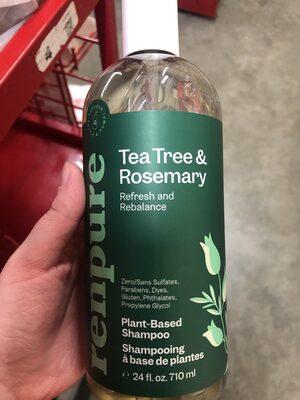 renpure
Tea Tree &
Rosemary
Refresh and
Rebalance
Zero/Sans Sulfates,
Parabens, Dyes,
Gluten, Phthalates,
Propylene Glycol
Plant-Based
Shampoo
Shampooing
à base de plantes
℮ 24 fl. oz. 710 ml
4